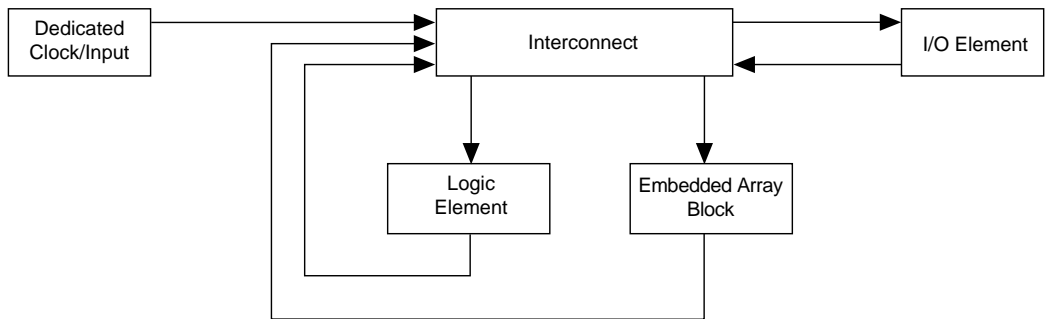 Dedicated
Clock/Input
Interconnect
I/O Element
Logic
Element
Embedded Array
Block